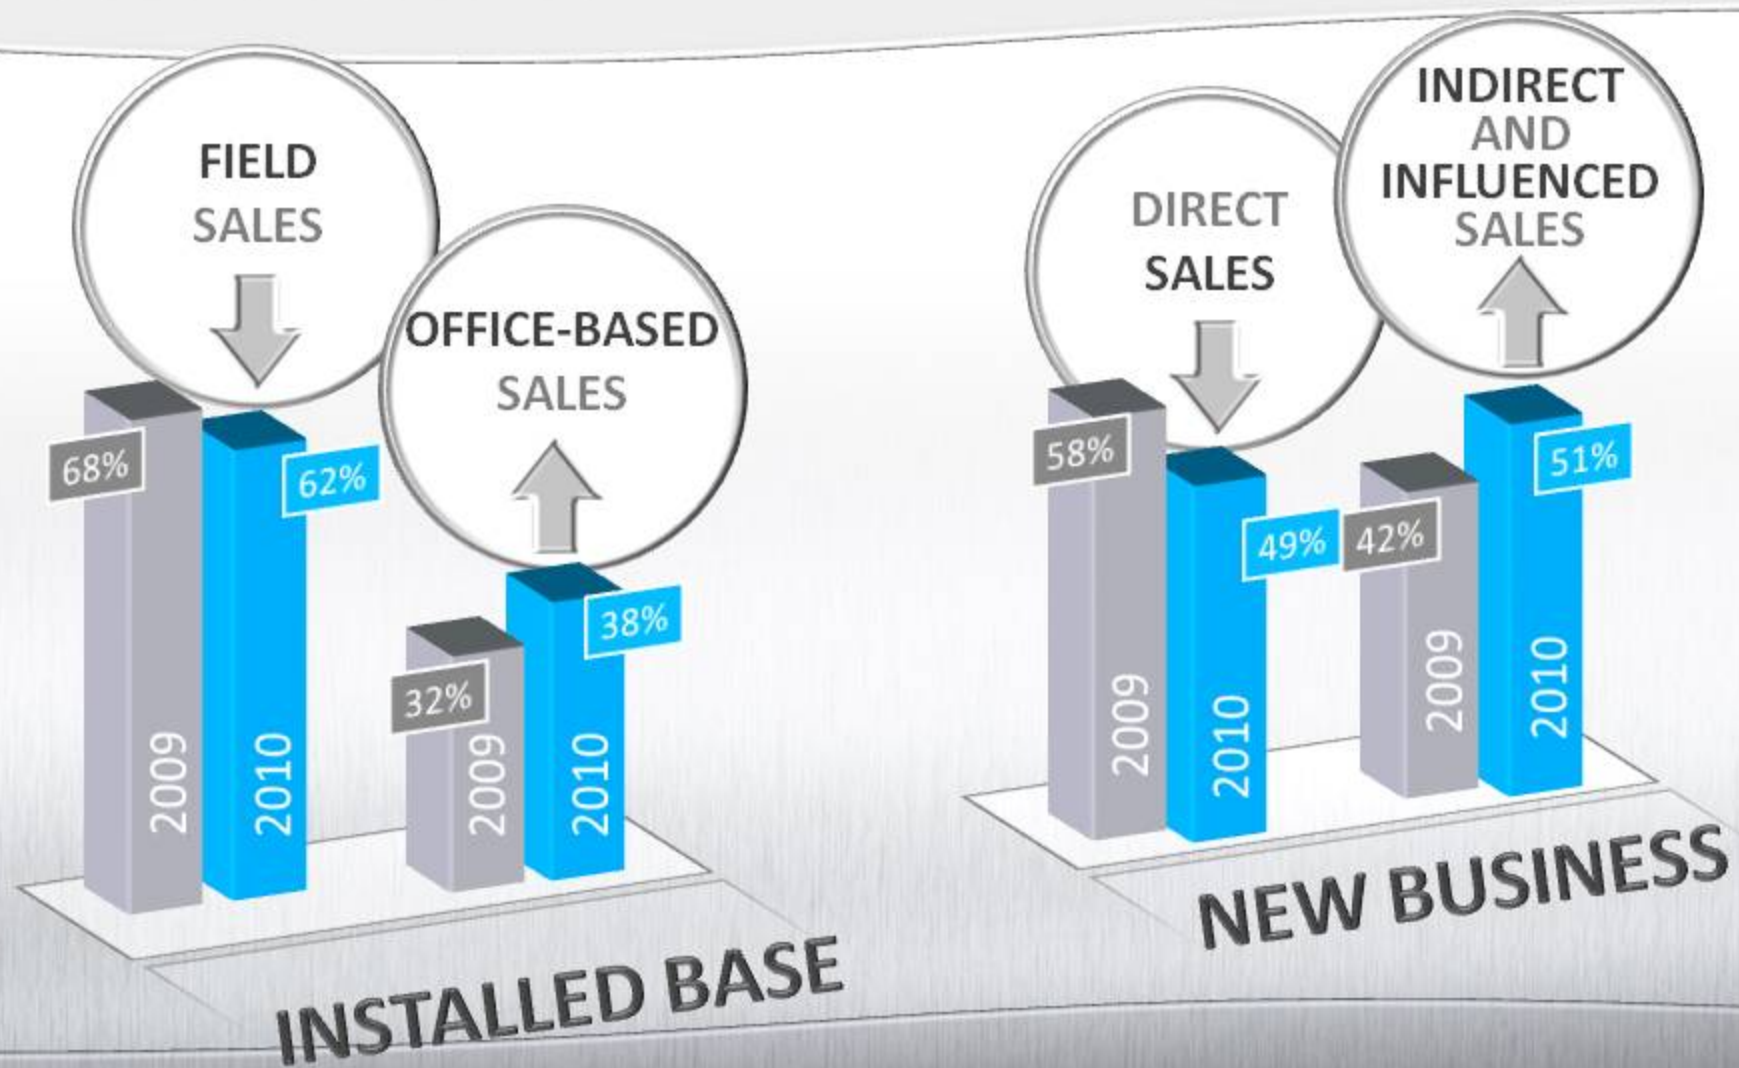 FIELD
SALES
68%
62%
2009
2010
OFFICE-BASED
SALES
32%
38%
2009
2010
INSTALLED BASE
DIRECT
SALES
58%
49%
2009
2010
INDIRECT
AND
INFLUENCED
SALES
42%
51%
2009
2010
NEW BUSINESS